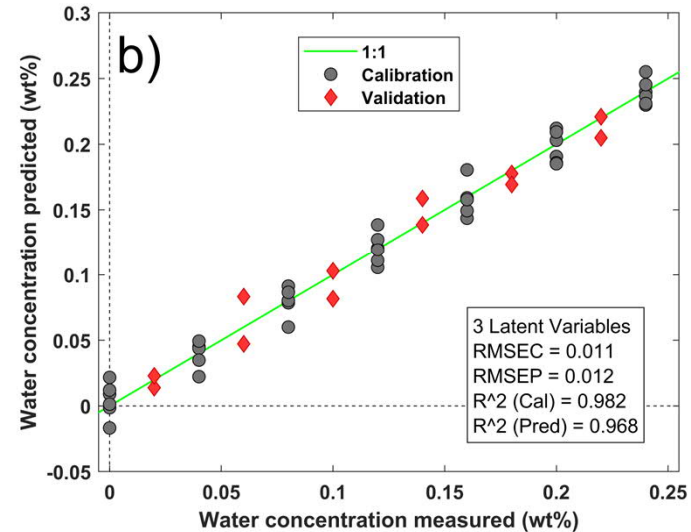 b)
1:1
Calibration
Validation
Water concentration predicted (wt%)
0.3
0.25
0.2
0.15
0.1
0.05
0
-0.05
3 Latent Variables
RMSEC = 0.011
RMSEP = 0.012
R^2 (Cal) = 0.982
R^2 (Pred) = 0.968
0 0.05 0.1 0.15 0.2 0.25
Water concentration measured (wt%)